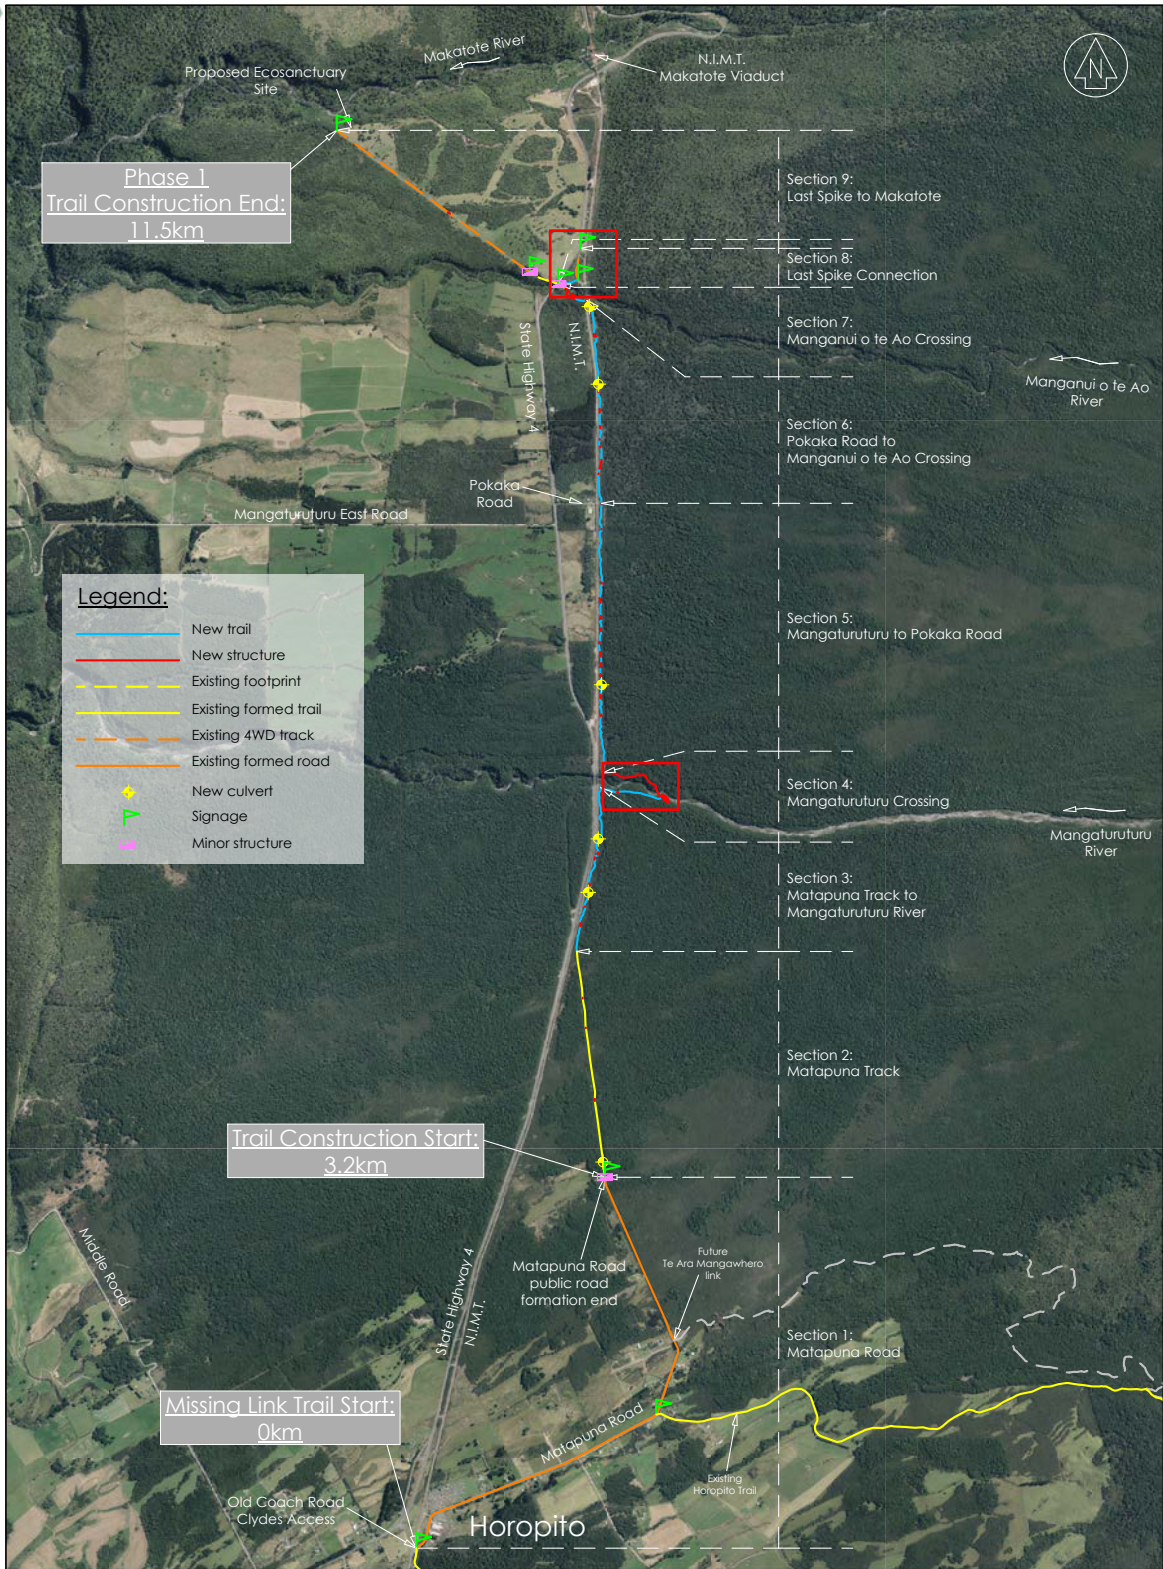 Makatote River
N.I.M.T.
Makatote Viaduct
N
Proposed Ecosanctuary
Site
Phase 1
Trail Construction End:
11.5km
Section 9:
Last Spike to Makatote
Section 8:
Last Spike Connection
Section 7:
Manganui o te Ao Crossing
State Highway 4
N.I.M.T.
Manganui o te Ao
River
Section 6:
Pokaka Road to
Manganui o te Ao Crossing
Pokaka
Road
Mangaturuturu East Road
Legend:
New trail
New structure
Existing footprint
Existing formed trail
Existing 4WD track
Existing formed road
New culvert
Signage
Minor structure
Section 5:
Mangaturuturu to Pokaka Road
Section 4:
Mangaturuturu Crossing
Mangaturuturu
River
Section 3:
Matapuna Track to
Mangaturuturu River
Section 2:
Matapuna Track
Trail Construction Start:
3.2km
Middle Road
State Highway 4
N.I.M.T.
Matapuna Road
public road
formation end
Future
Te Ara Mangawhero
link
Section 1:
Matapuna Road
Missing Link Trail Start:
0km
Matapuna Road
Existing
Horopito Trail
Old Coach Road
Clydes Access
Horopito